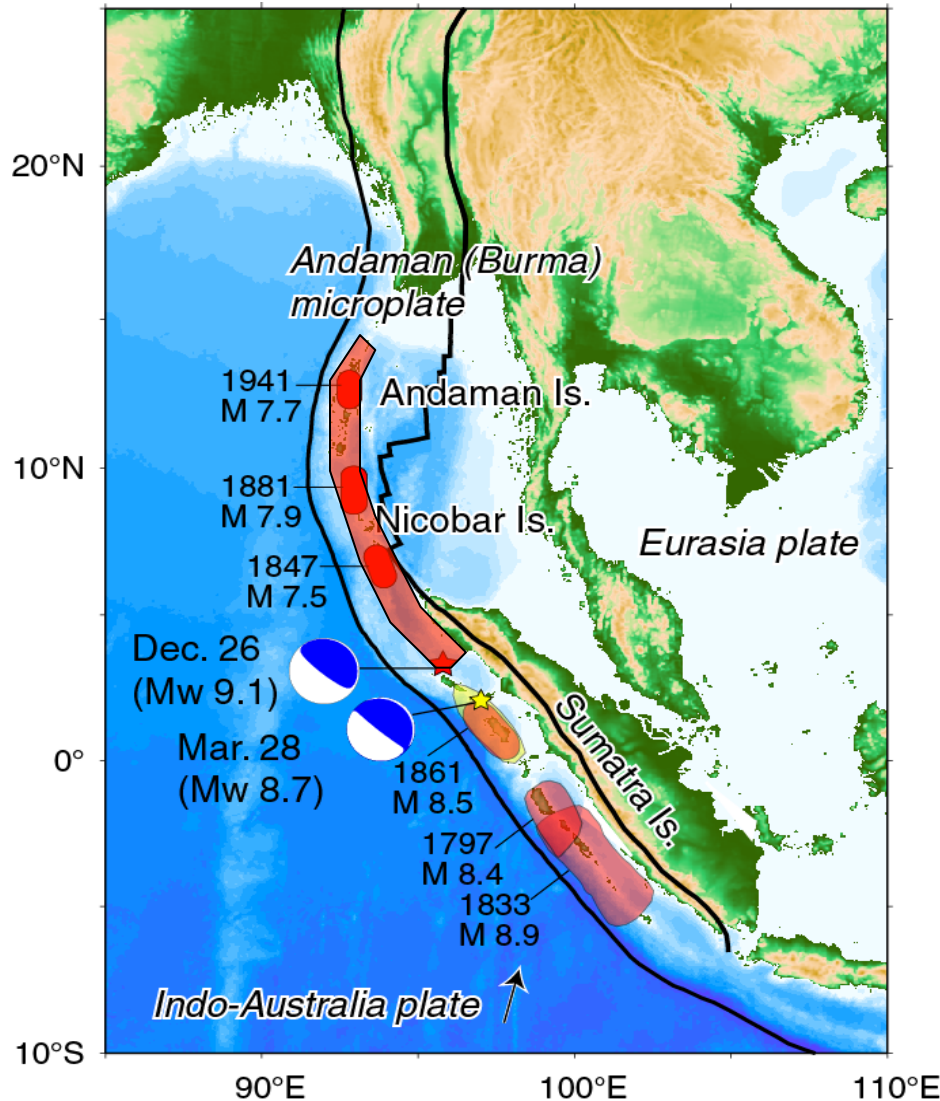 20°N
Andaman (Burma)
microplate
1941
M 7.7
Andaman Is.
10°N
1881
M 7.9
Nicobar Is.
Eurasia plate
1847
M 7.5
Dec. 26
(Mw 9.1)
Mar. 28
(Mw 8.7)
0°
Sumatra Is.
1861
M 8.5
1797
M 8.4
1833
M 8.9
Indo-Australia plate
10°S
90°E
100°E
110°E